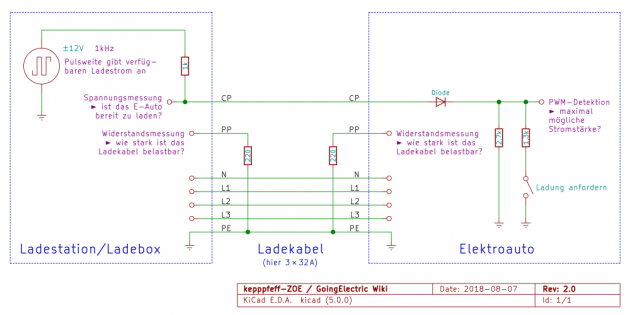 ±12V 1kHz
Pulsweite gibt verfüg-
baren Ladestrom an
1k
Spannungsmessung
► ist das E-Auto
bereit zu laden?
CP
CP
Diode
PWM-Detektion
► maximal
mögliche
Stromstärke?
Widerstandsmessung
► wie stark ist das
Ladekabel belastbar?
PP
PP
Widerstandsmessung
► wie stark ist das
Ladekabel belastbar?
2.7k
1.3k
220
220
Ladung anfordern
N
N
L1
L1
L2
L2
L3
L3
PE
PE
Ladestation/Ladebox
Ladekabel
(hier 3×32A)
Elektroauto
kepppfeff-ZOE / GoingElectric Wiki
Date: 2018-08-07
Rev: 2.0
KiCad E.D.A. kicad (5.0.0)
Id: 1/1